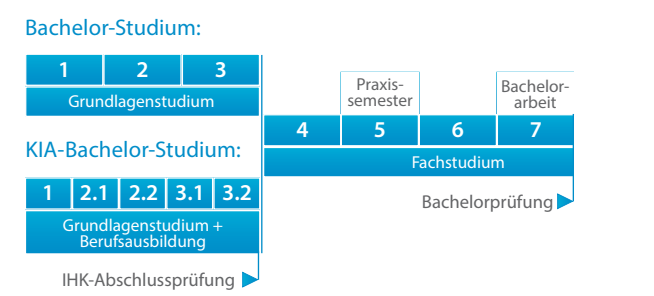 Bachelor-Studium:
1 2 3
Grundlagenstudium
Praxis-
semester
Bachelor-
arbeit
4 5 6 7
Fachstudium
Bachelorprüfung
KIA-Bachelor-Studium:
1 2.1 2.2 3.1 3.2
Grundlagenstudium +
Berufsausbildung
IHK-Abschlussprüfung